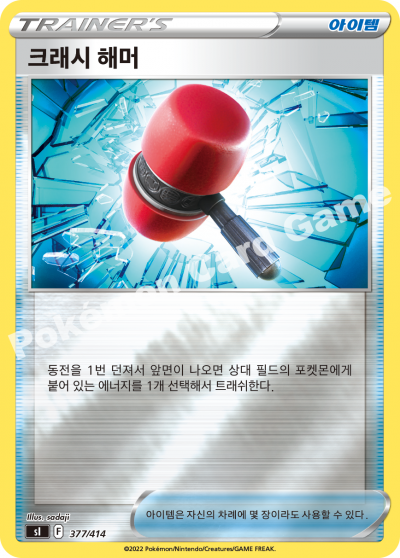 TRAINER'S
아이템
크래시 해머
Pokémon Card Game
동전을 1번 던져서 앞면이 나오면 상대 필드의 포켓몬에게
붙어 있는 에너지를 1개 선택해서 트래쉬한다.
Illus. sadaji
sI F 377/414
아이템은 자신의 차례에 몇 장이라도 사용할 수 있다.
©2022 Pokémon/Nintendo/Creatures/GAME FREAK.